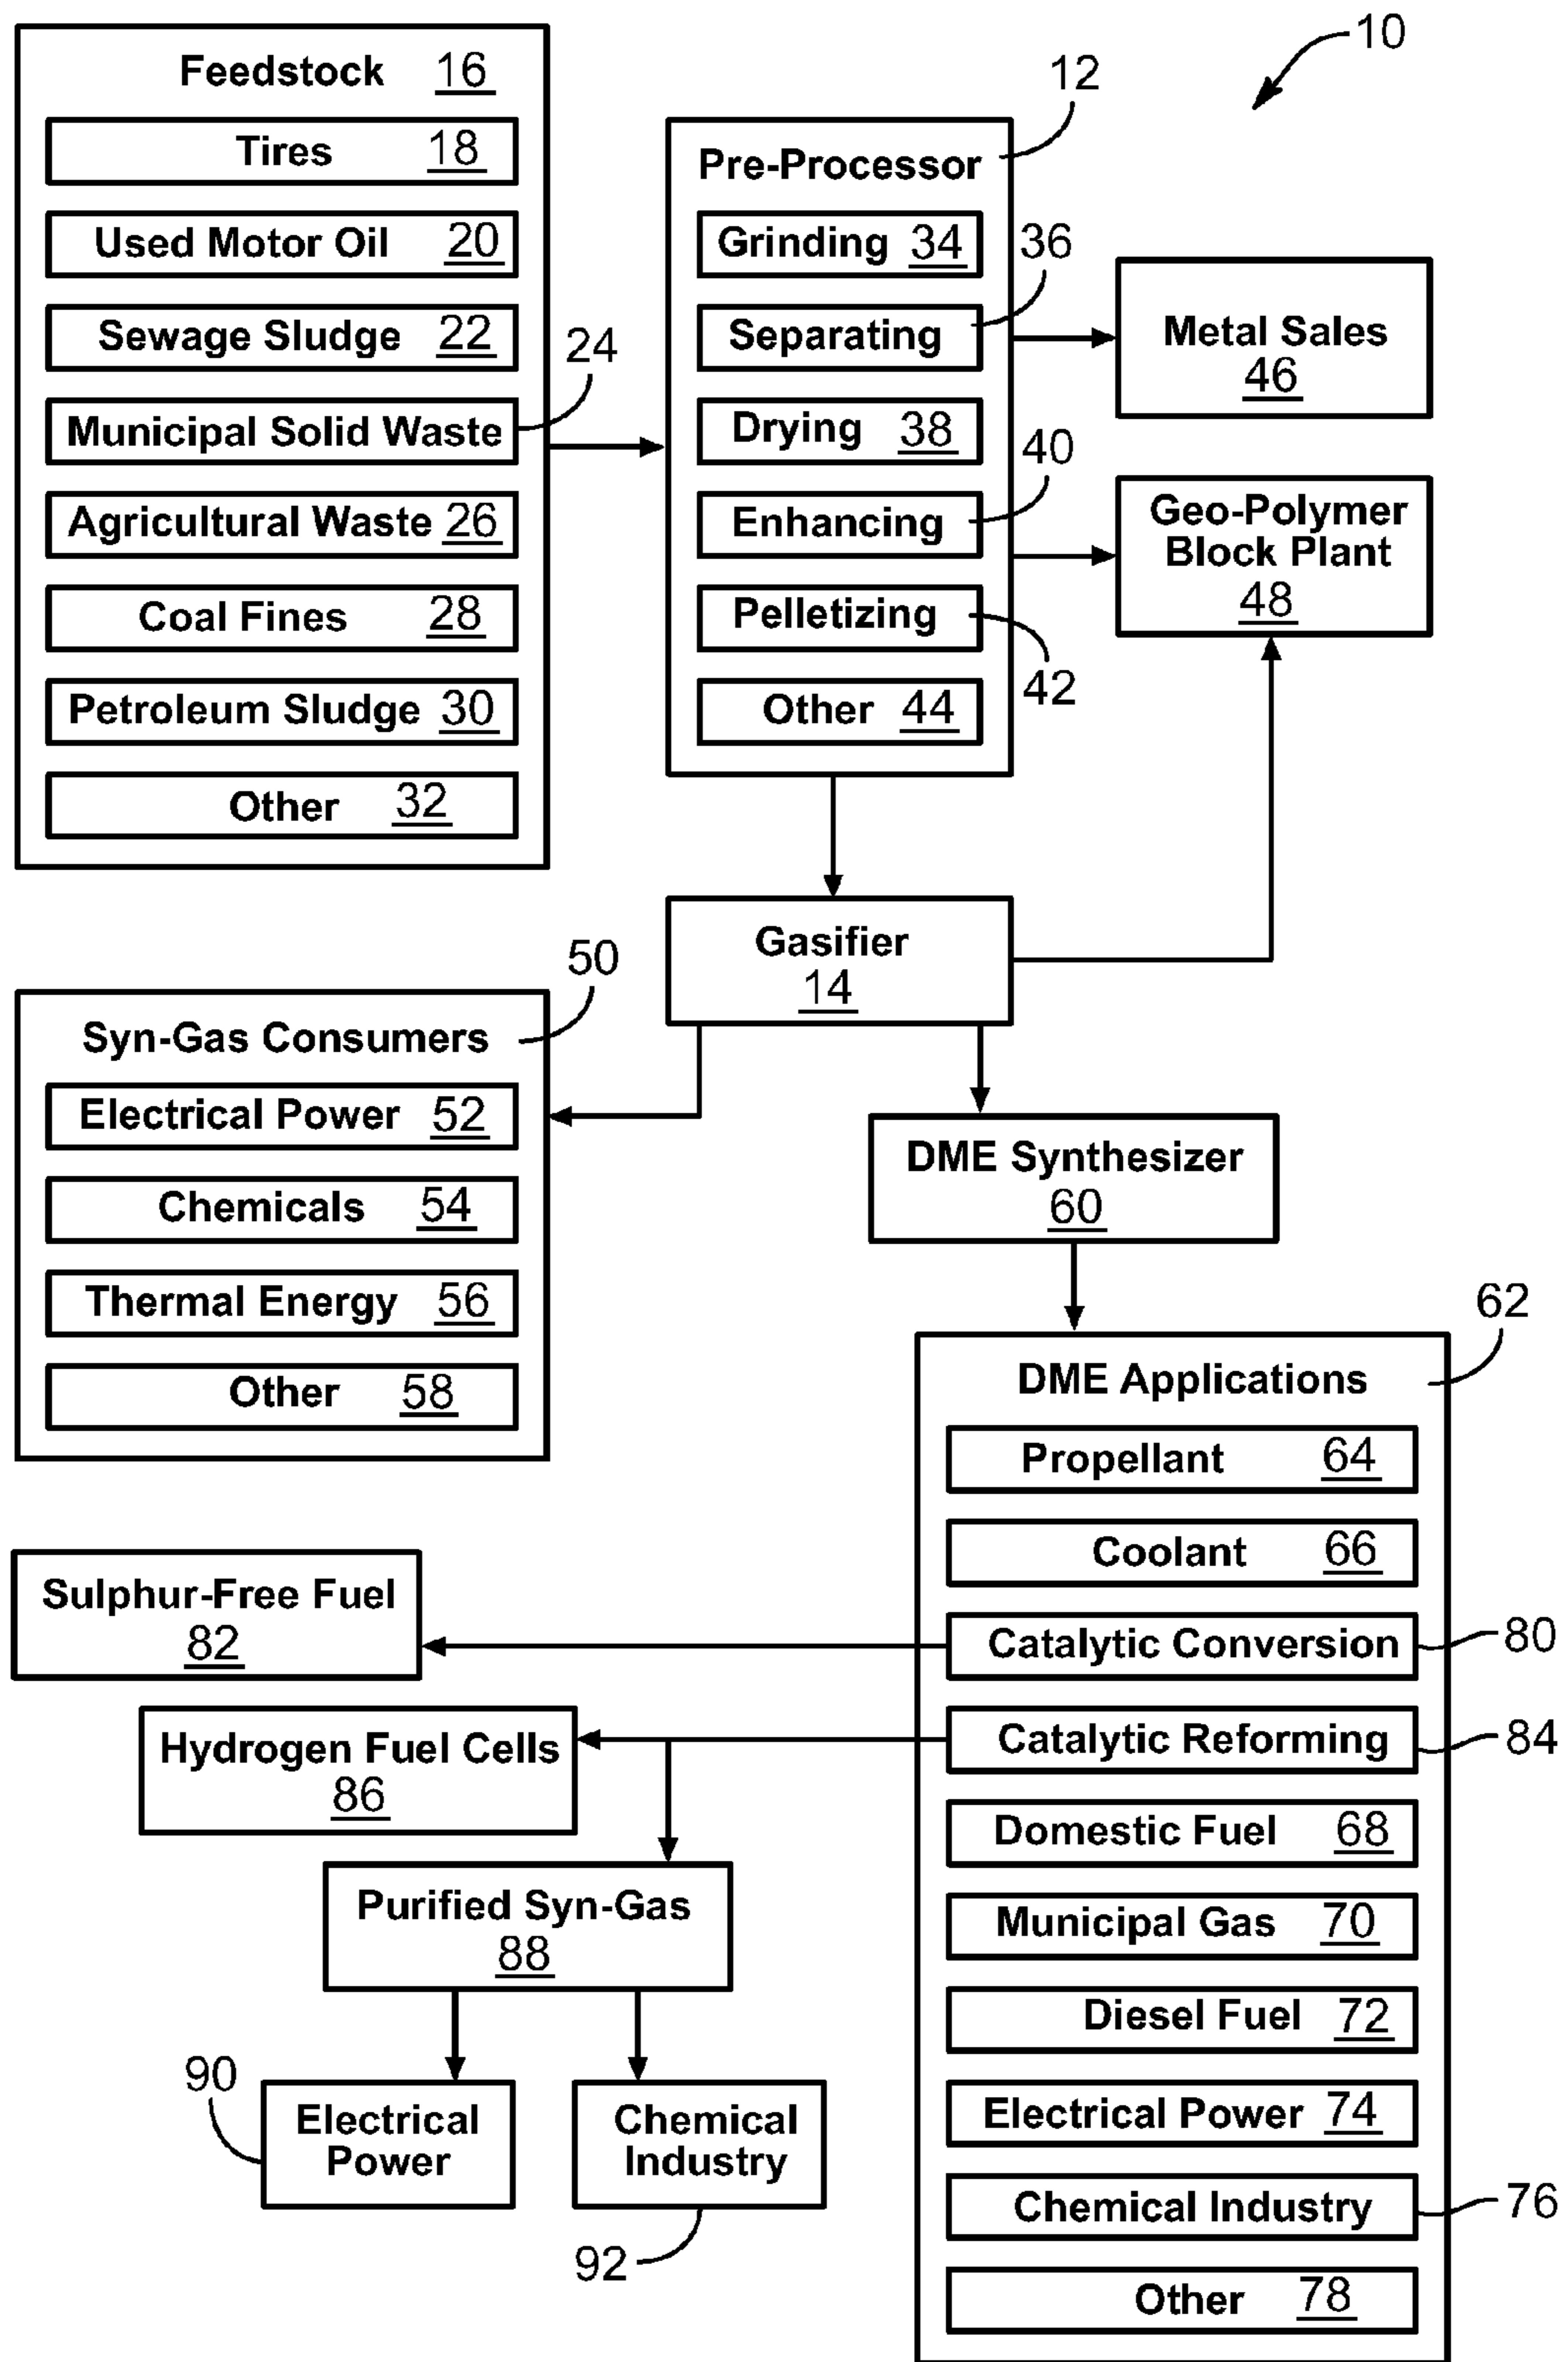 10
Feedstock 16
Tires 18
Used Motor Oil 20
Sewage Sludge 22
Municipal Solid Waste
24
Agricultural Waste 26
Coal Fines 28
Petroleum Sludge 30
Other 32
12
Pre-Processor
Grinding 34
Separating
36
Drying 38
Enhancing
40
Pelletizing
42
Other 44
Metal Sales
46
Geo-Polymer
Block Plant
48
Gasifier
14
50
Syn-Gas Consumers
Electrical Power 52
Chemicals 54
Thermal Energy 56
Other 58
DME Synthesizer
60
62
DME Applications
Propellant 64
Coolant 66
Catalytic Conversion
80
Catalytic Reforming
84
Domestic Fuel 68
Municipal Gas 70
Diesel Fuel 72
Electrical Power 74
Chemical Industry
76
Other 78
Sulphur-Free Fuel
82
Hydrogen Fuel Cells
86
Purified Syn-Gas
88
90
Electrical
Power
Chemical
Industry
92